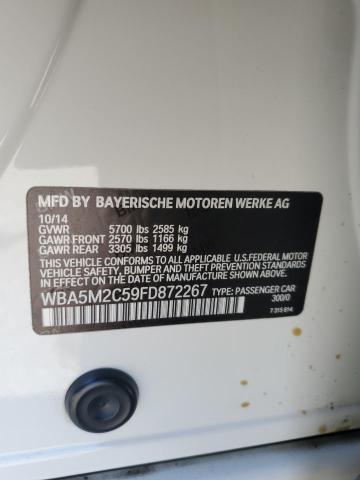 MFD BY BAYERISCHE MOTOREN WERKE AG
10/14
GVWR 5700 lbs 2585 kg
GAWR FRONT 2570 lbs 1166 kg
GAWR REAR 3305 lbs 1499 kg
THIS VEHICLE CONFORMS TO ALL APPLICABLE
U.S.FEDERAL MOTOR
VEHICLE SAFETY, BUMPER, AND THEFT PREVENTION STANDARDS
IN EFFECT ON THE DATE OF MANUFACTURE SHOWN ABOVE.
WBA5M2C59FD872267 TYPE: PASSENGER CAR
300/0
7 315 814